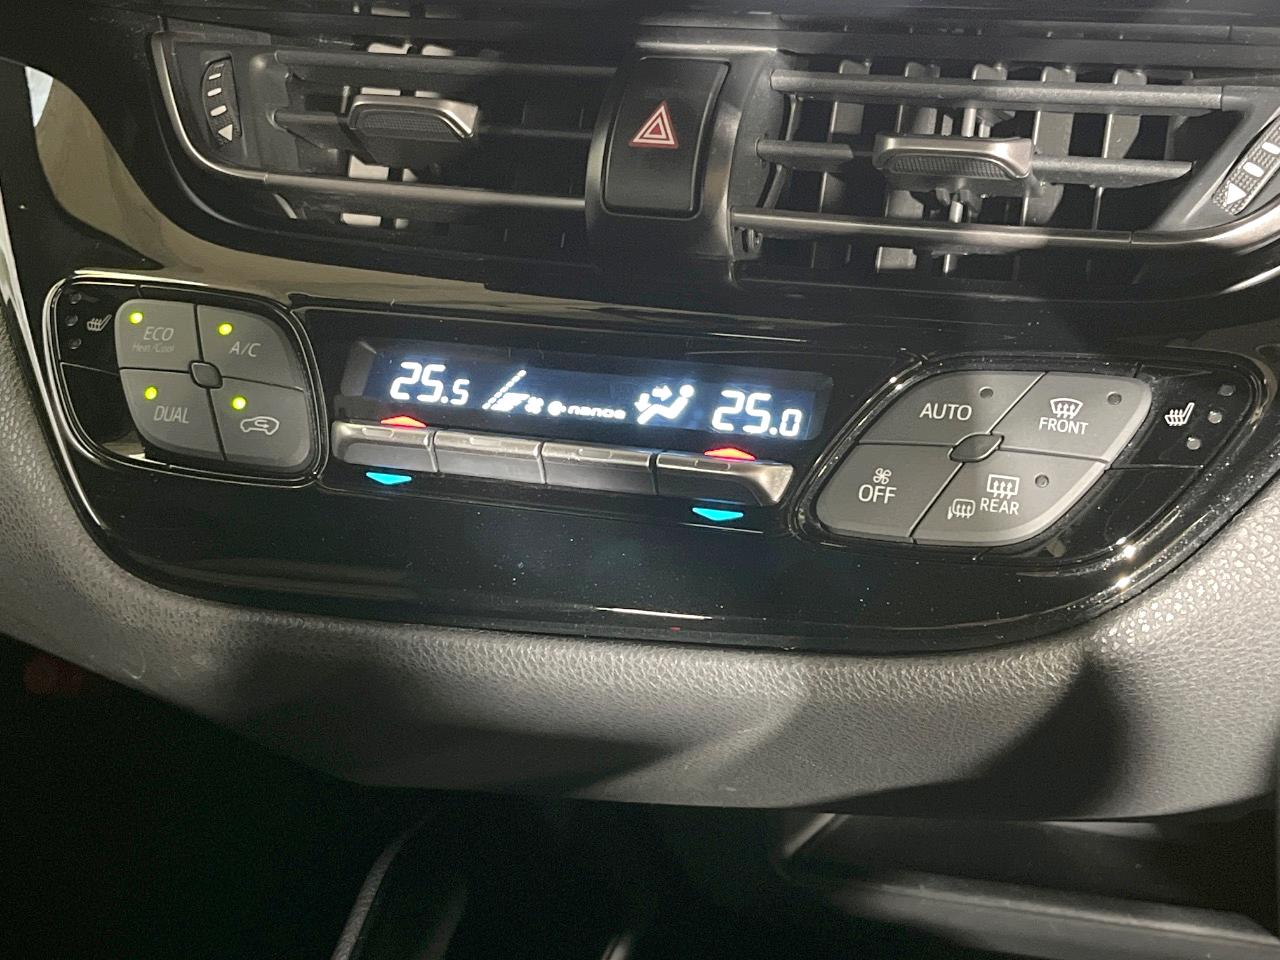 ECO
Heat/Cool
A/C
DUAL
25.5
nanoe
25.0
AUTO
FRONT
OFF
REAR